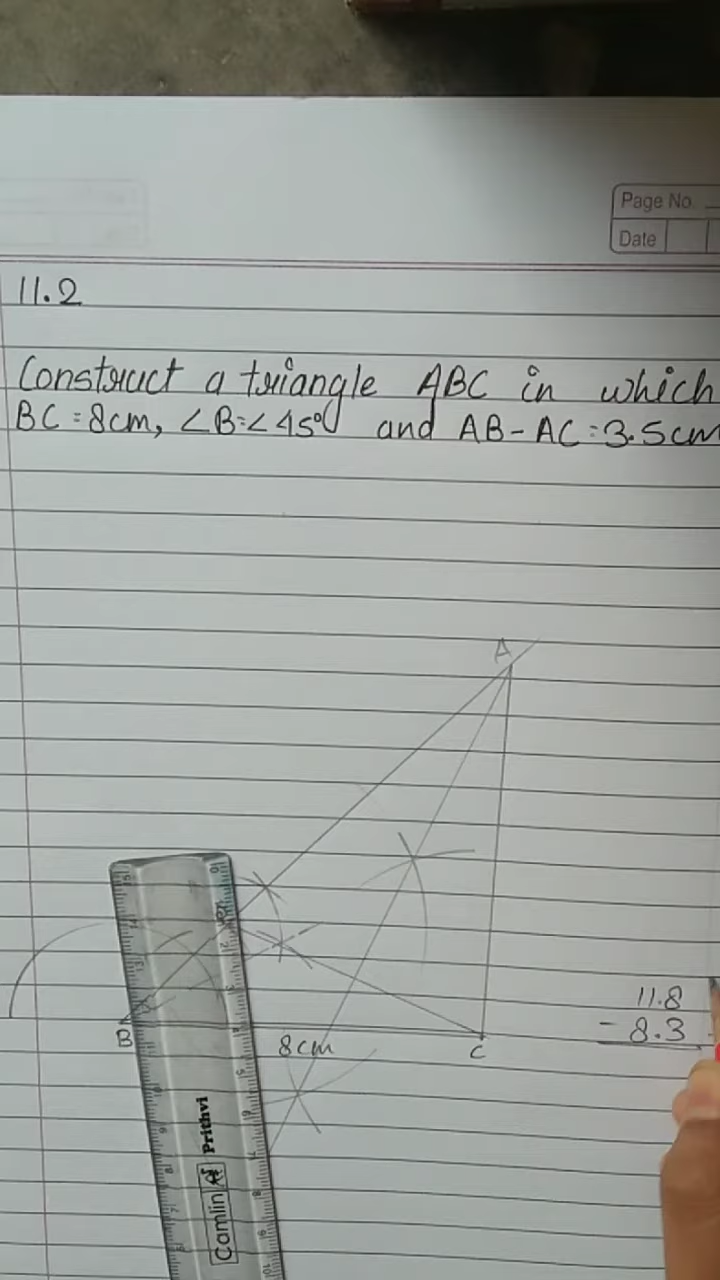 Page No.
Date
11.2
Construct a triangle ABC in which
BC=8cm, ∠B=∠45° and AB-AC=3.5cm
A
B
8cm
C
11.8
-8.3
Camlin Prithvi